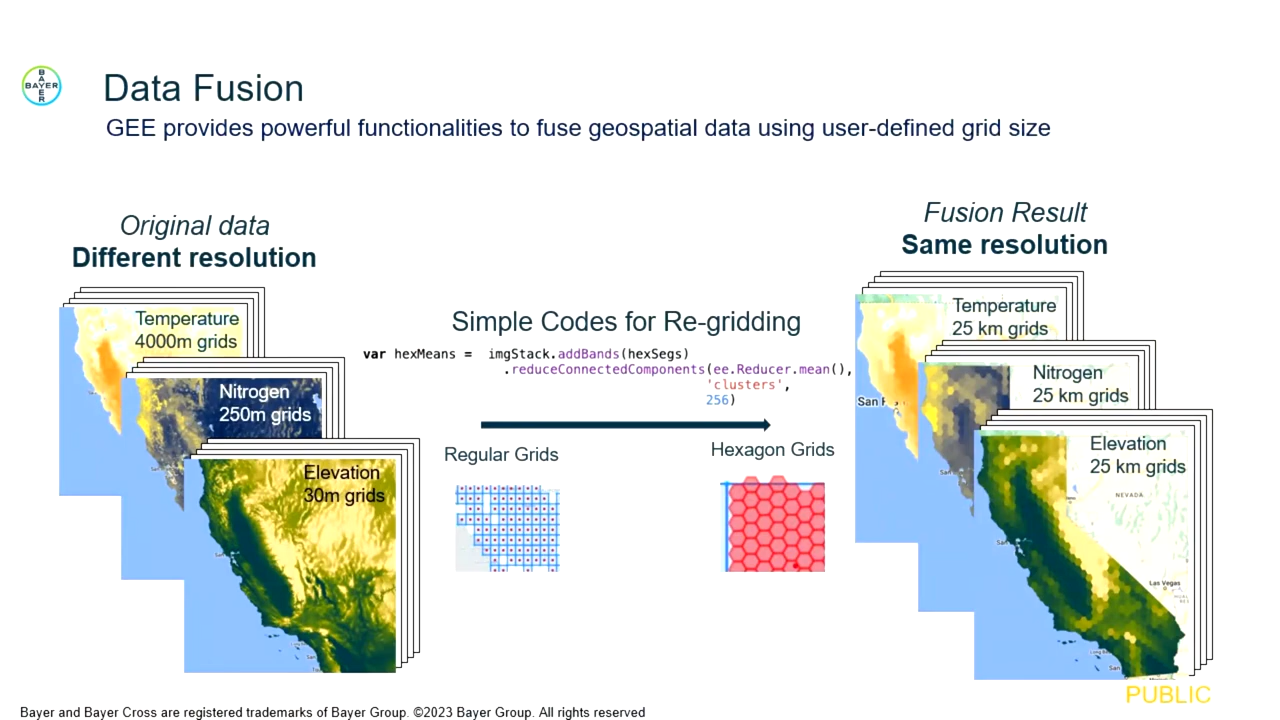 BAYER
BAYER
Data Fusion
GEE provides powerful functionalities to fuse geospatial data using user-defined grid size
Original data
Different resolution
Temperature
4000m grids
Nitrogen
250m grids
Elevation
30m grids
Simple Codes for Re-gridding
var hexMeans = imgStack.addBands(hexSegs)
.reduceConnectedComponents(ee.Reducer.mean(),
'clusters',
256)
Regular Grids
Hexagon Grids
Fusion Result
Same resolution
Temperature
25 km grids
San
Nitrogen
25 km grids
San
Elevation
25 km grids
NEVADA
Las Vegas
San
PUBLIC
Bayer and Bayer Cross are registered trademarks of Bayer Group. ©2023 Bayer Group. All rights reserved